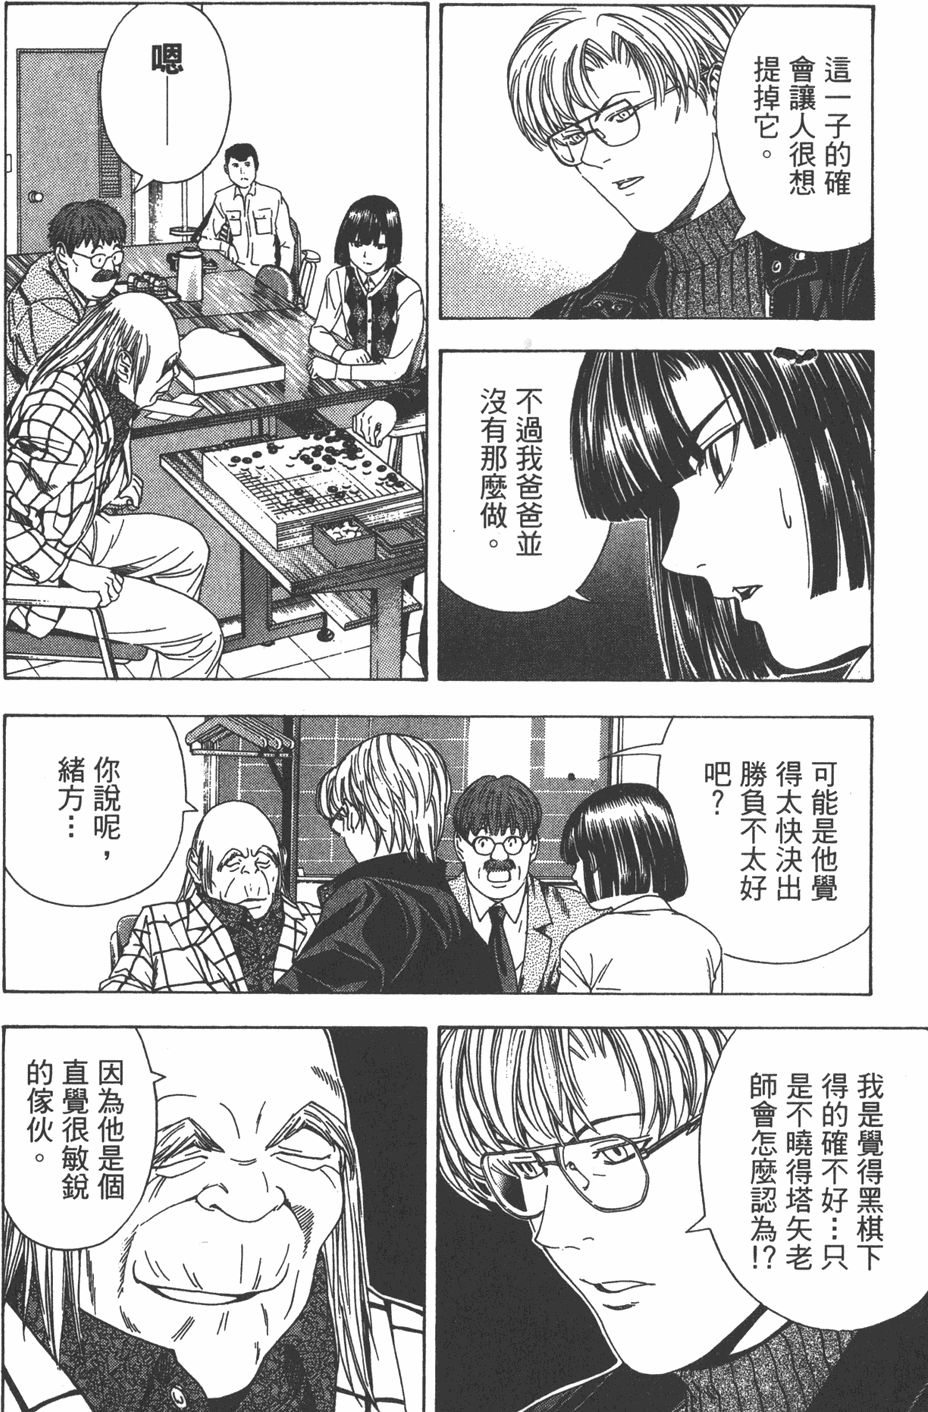 這一子的確
會讓人很想
提掉它。
嗯——
不過我爸爸並
沒有那麼做。
可能是他覺
得太快決出
勝負不太好
吧？
你說呢，
緒方…
我是覺得黑棋下
得的確不好…只
是不曉得塔矢老
師會怎麼認為!?
因為他是個
直覺很敏銳
的傢伙。